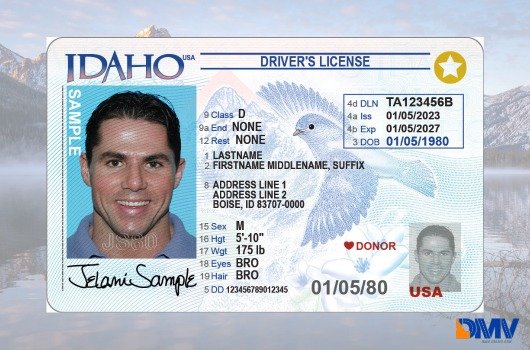 IDAHO USA
DRIVER'S LICENSE
SAMPLE
9 Class D
9a End NONE
12 Rest NONE
4d DLN TA123456B
4a Iss 01/05/2023
4b Exp 01/05/2027
3 DOB 01/05/1980
1 LASTNAME
2 FIRSTNAME MIDDLENAME, SUFFIX
8 ADDRESS LINE 1
ADDRESS LINE 2
BOISE, ID 83707-0000
15 Sex M
16 Hgt 5'-10"
17 Wgt 175 lb
18 Eyes BRO
19 Hair BRO
5 DD 123456789012345
DONOR
01/05/80
USA
Jelani Sample
DMV